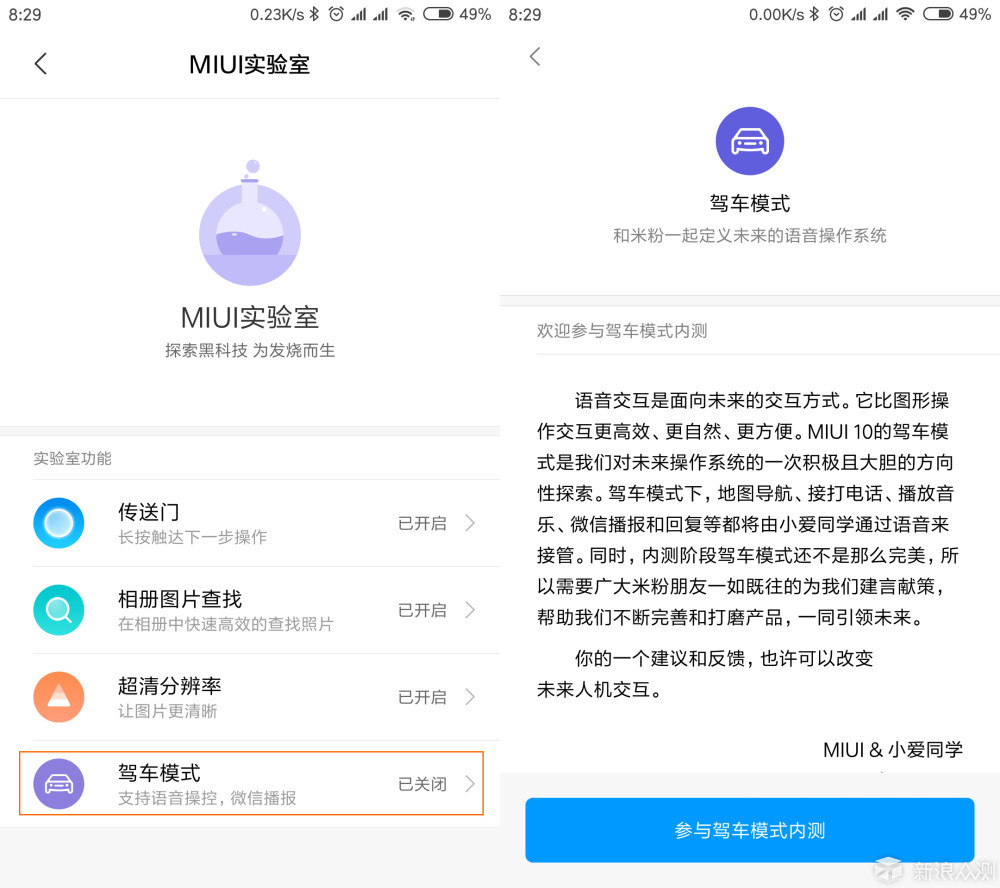 8:29
0.23K/s
49%
MIUI实验室
MIUI实验室
探索黑科技 为发烧而生
实验室功能
传送门
长按触达下一步操作
已开启
相册图片查找
在相册中快速高效的查找照片
已开启
超清分辨率
让图片更清晰
已开启
驾车模式
支持语音操控，微信播报
已关闭
8:29
0.00K/s
49%
驾车模式
和米粉一起定义未来的语音操作系统
欢迎参与驾车模式内测
语音交互是面向未来的交互方式。它比图形操
作交互更高效、更自然、更方便。MIUI 10的驾车模
式是我们对未来操作系统的一次积极且大胆的方向
性探索。驾车模式下，地图导航、接打电话、播放音
乐、微信播报和回复等都将由小爱同学通过语音来
接管。同时，内测阶段驾车模式还不是那么完美，所
以需要广大米粉朋友一如既往的为我们建言献策，
帮助我们不断完善和打磨产品，一同引领未来。
你的一个建议和反馈，也许可以改变
未来人机交互。
MIUI & 小爱同学
参与驾车模式内测
新浪众测